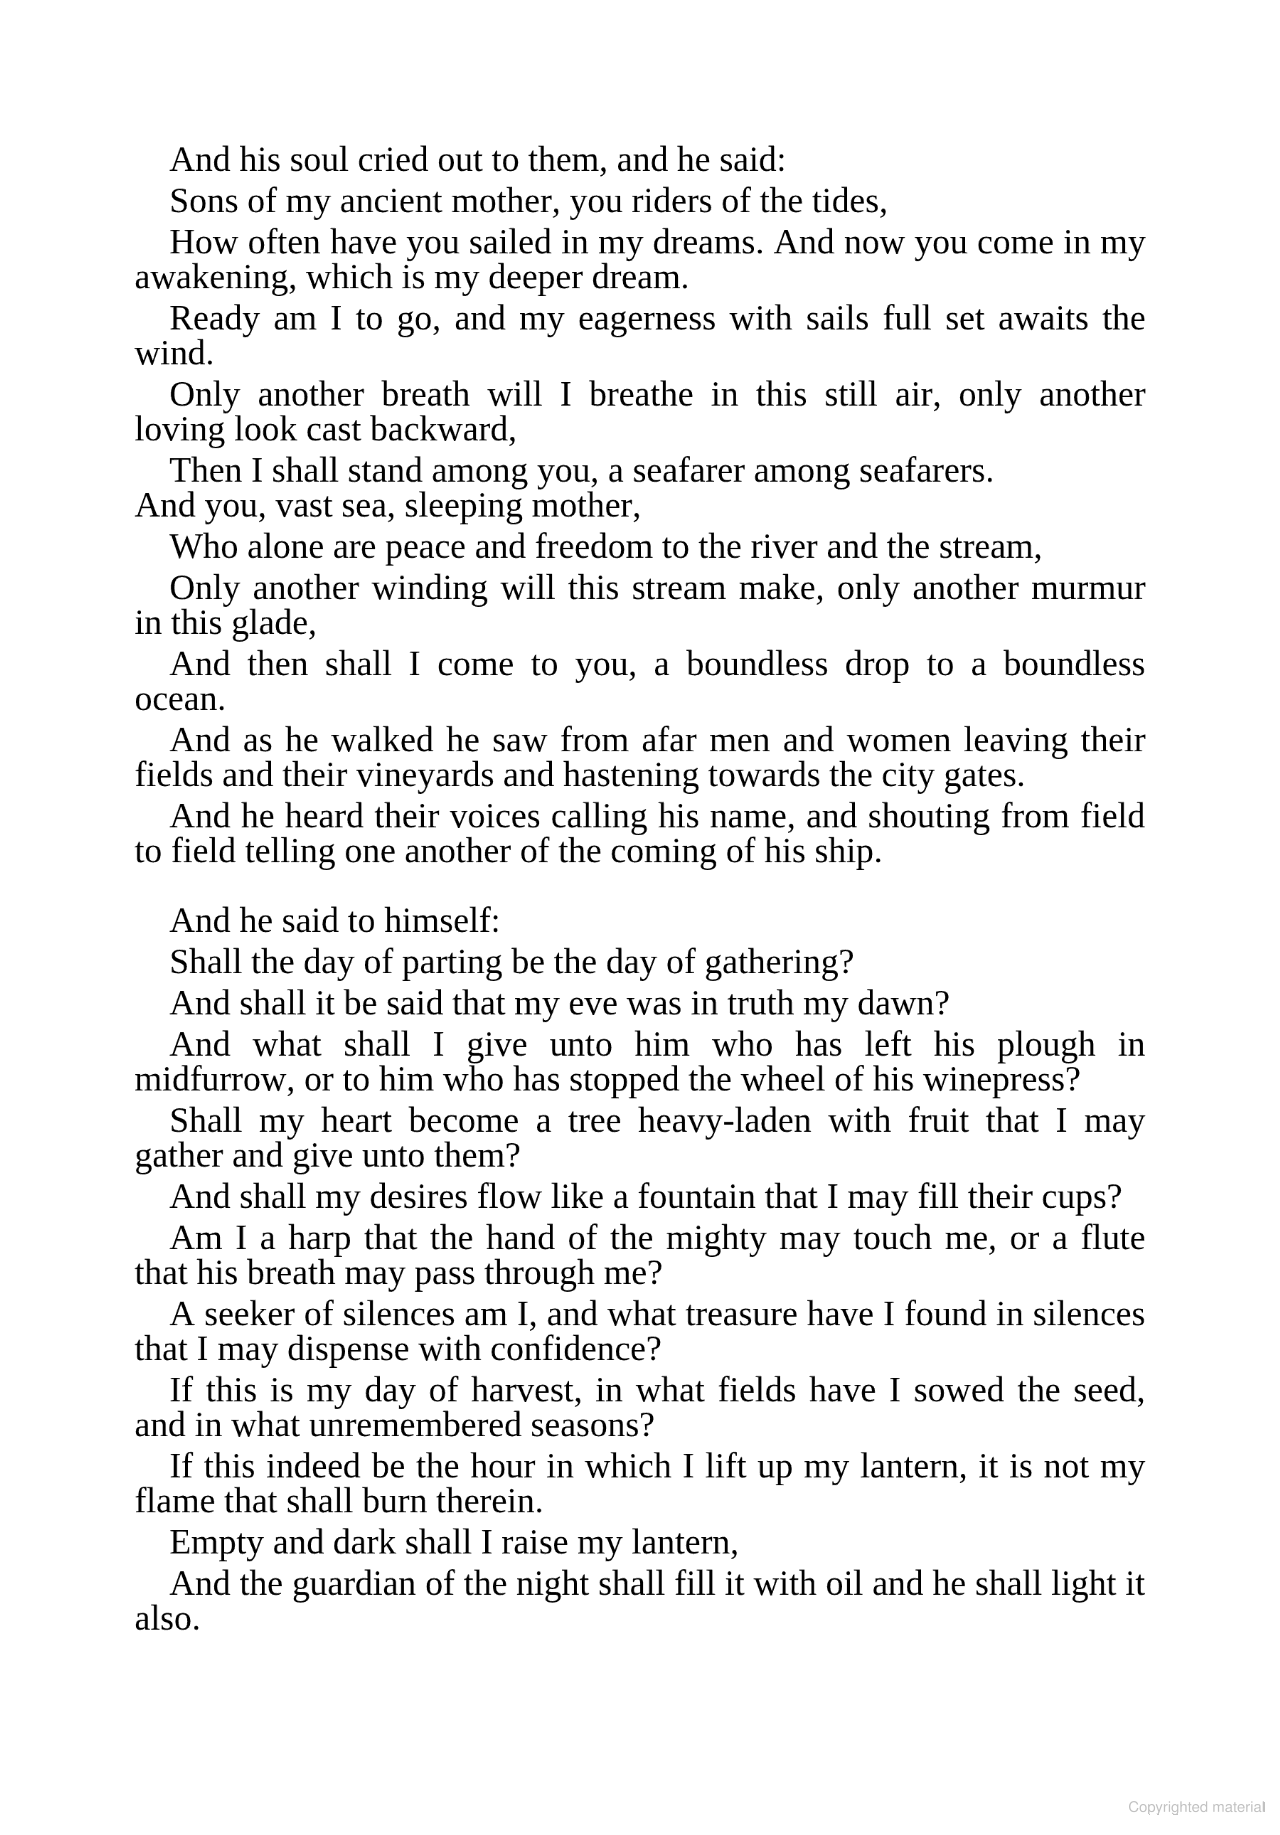 And his soul cried out to them, and he said:
Sons of my ancient mother, you riders of the tides,
How often have you sailed in my dreams. And now you come in my
awakening, which is my deeper dream.
Ready am I to go, and my eagerness with sails full set awaits the
wind.
Only another breath will I breathe in this still air, only another
loving look cast backward,
Then I shall stand among you, a seafarer among seafarers.
And you, vast sea, sleeping mother,
Who alone are peace and freedom to the river and the stream,
Only another winding will this stream make, only another murmur
in this glade,
And then shall I come to you, a boundless drop to a boundless
ocean.
And as he walked he saw from afar men and women leaving their
fields and their vineyards and hastening towards the city gates.
And he heard their voices calling his name, and shouting from field
to field telling one another of the coming of his ship.
And he said to himself:
Shall the day of parting be the day of gathering?
And shall it be said that my eve was in truth my dawn?
And what shall I give unto him who has left his plough in
midfurrow, or to him who has stopped the wheel of his winepress?
Shall my heart become a tree heavy-laden with fruit that I may
gather and give unto them?
And shall my desires flow like a fountain that I may fill their cups?
Am I a harp that the hand of the mighty may touch me, or a flute
that his breath may pass through me?
A seeker of silences am I, and what treasure have I found in silences
that I may dispense with confidence?
If this is my day of harvest, in what fields have I sowed the seed,
and in what unremembered seasons?
If this indeed be the hour in which I lift up my lantern, it is not my
flame that shall burn therein.
Empty and dark shall I raise my lantern,
And the guardian of the night shall fill it with oil and he shall light it
also.
Copyrighted material